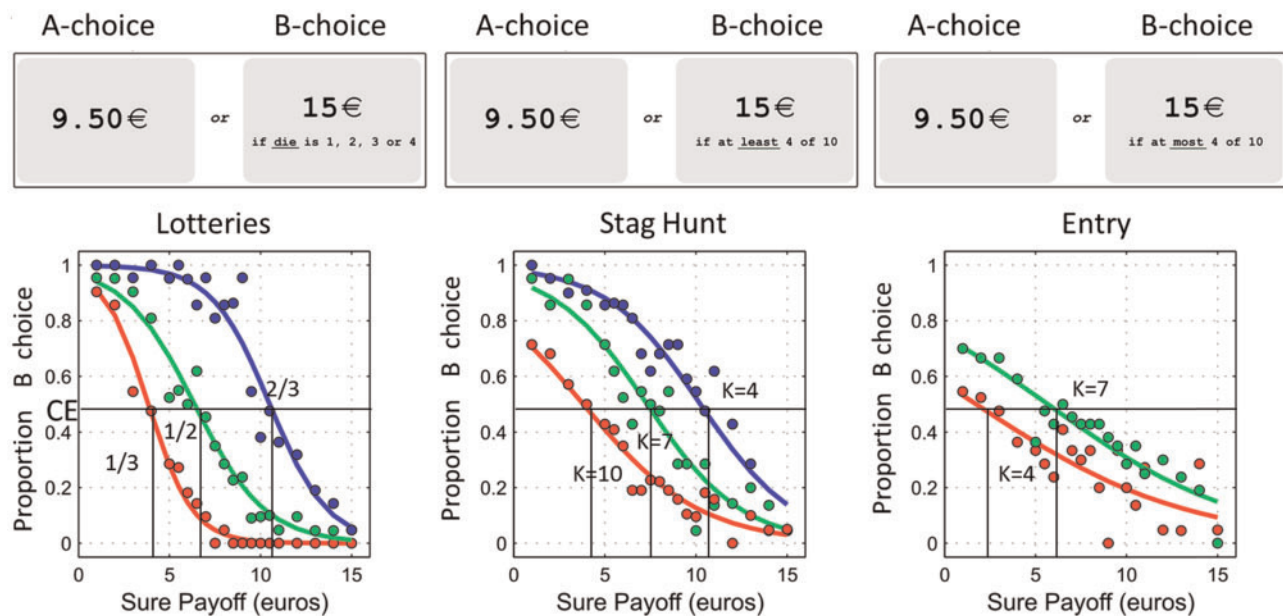 A-choice B-choice A-choice B-choice A-choice B-choice
9.50€ or 15€ if die is 1, 2, 3 or 4
9.50€ or 15€ if at least 4 of 10
9.50€ or 15€ if at most 4 of 10
Lotteries Stag Hunt Entry
Proportion B choice
CE
1
0.8
0.6
0.4
0.2
0
1/3
1/2
2/3
0 5 10 15
Sure Payoff (euros)
Proportion B choice
1
0.8
0.6
0.4
0.2
0
K=4
K=7
K=10
0 5 10 15
Sure Payoff (euros)
Proportion B choice
1
0.8
0.6
0.4
0.2
0
K=7
K=4
0 5 10 15
Sure Payoff (euros)